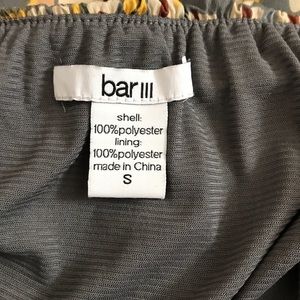 bar III
shell:
100%polyester
lining:
100%polyester
made in China
S